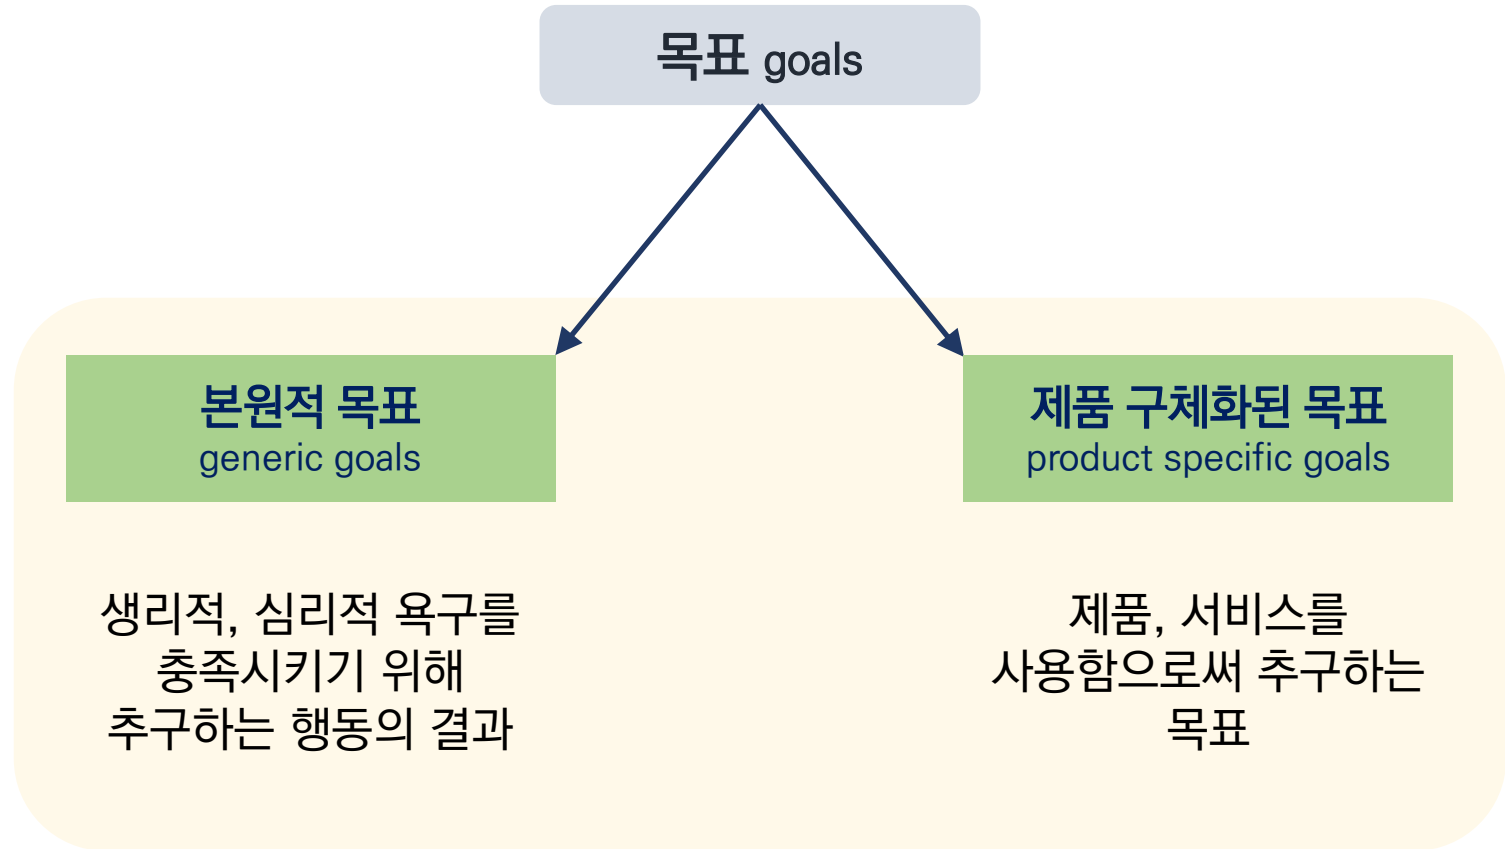 목표 goals
본원적 목표
generic goals
생리적, 심리적 욕구를
충족시키기 위해
추구하는 행동의 결과
제품 구체화된 목표
product specific goals
제품, 서비스를
사용함으로써 추구하는
목표